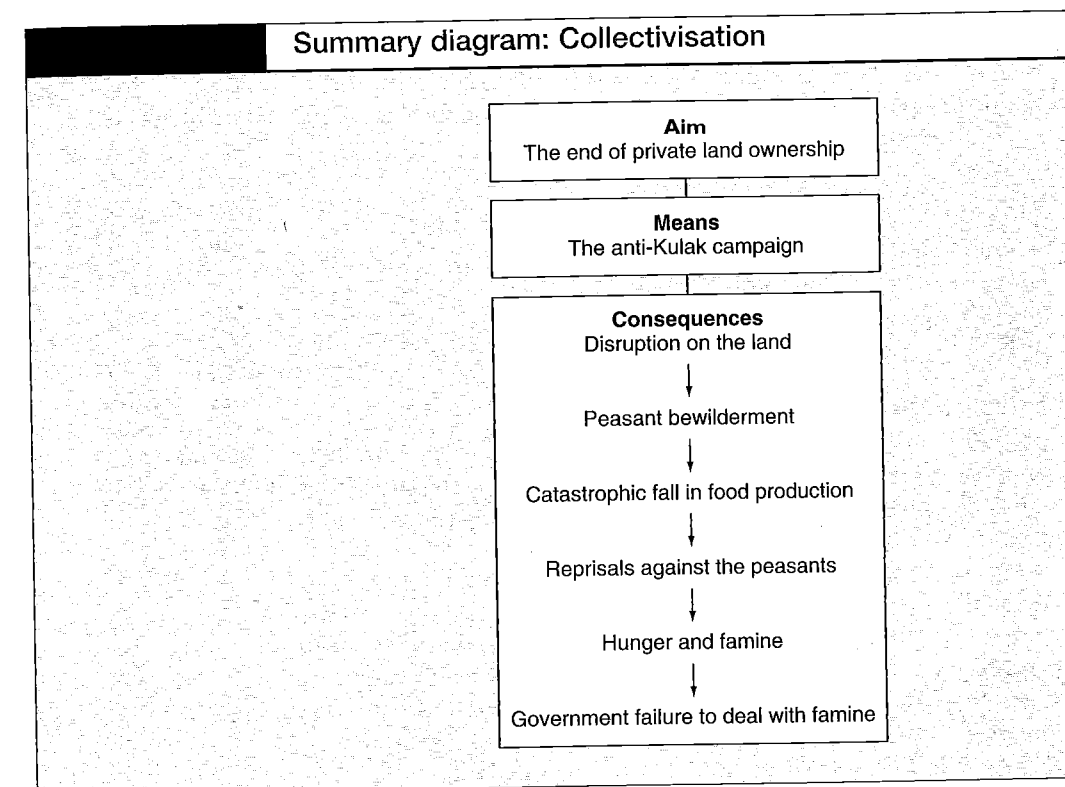 Summary diagram: Collectivisation
Aim
The end of private land ownership
Means
The anti-Kulak campaign
Consequences
Disruption on the land
Peasant bewilderment
Catastrophic fall in food production
Reprisals against the peasants
Hunger and famine
Government failure to deal with famine